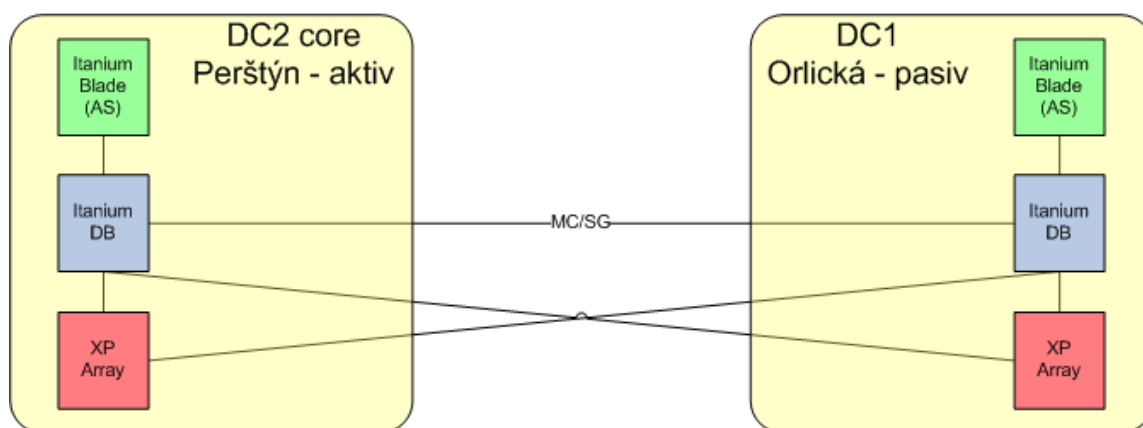 DC2 core
Perštýn - aktiv
Itanium
Blade
(AS)
Itanium
DB
XP
Array
MC/SG
DC1
Orlická - pasiv
Itanium
Blade
(AS)
Itanium
DB
XP
Array